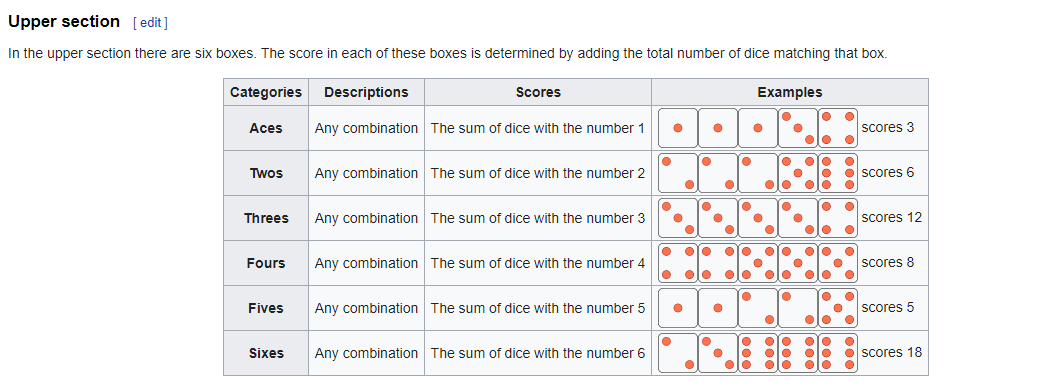 Upper section [ edit ]
In the upper section there are six boxes. The score in each of these boxes is determined by adding the total number of dice matching that box.
Categories Descriptions Scores Examples
Aces Any combination The sum of dice with the number 1 scores 3
Twos Any combination The sum of dice with the number 2 scores 6
Threes Any combination The sum of dice with the number 3 scores 12
Fours Any combination The sum of dice with the number 4 scores 8
Fives Any combination The sum of dice with the number 5 scores 5
Sixes Any combination The sum of dice with the number 6 scores 18